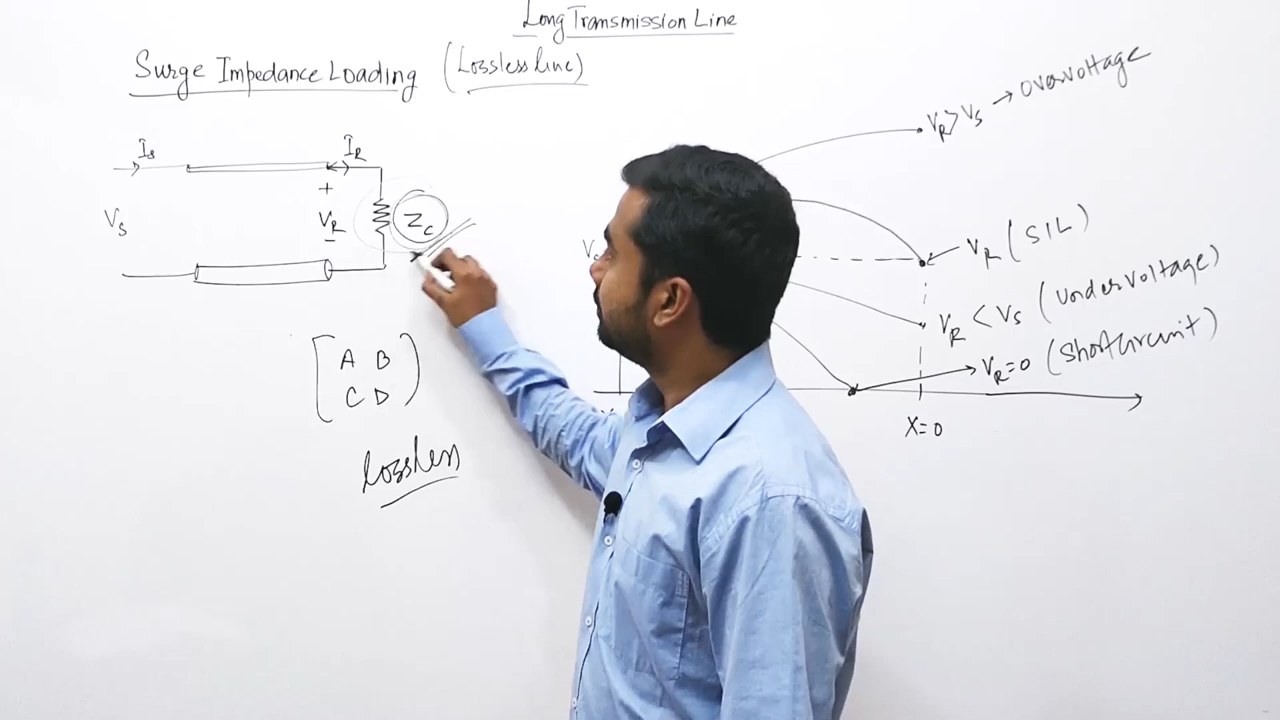 Long Transmission Line
Surge Impedance Loading (Lossless line)
Is
IR
VS
+
VR
-
ZC
A B
C D
Lossless
VR > VS → Overvoltage
VR (SIL)
VR < VS (Undervoltage)
VR=0 (Shortcircuit)
X=0